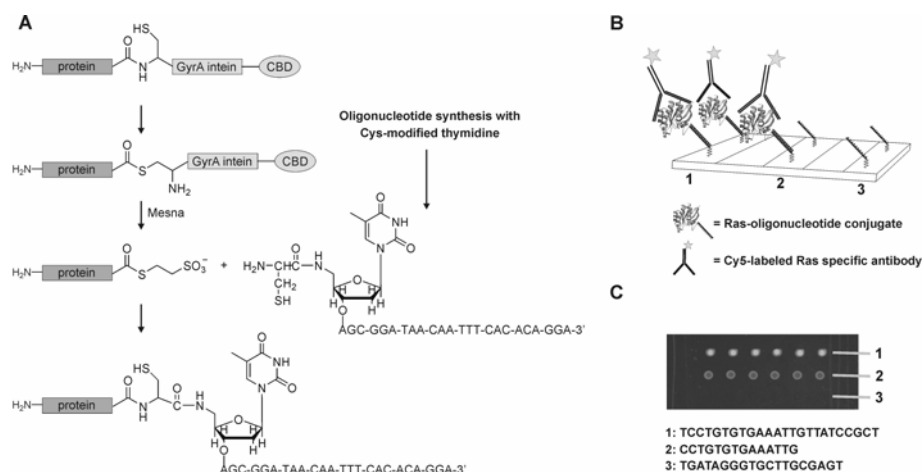 A
HS
O
H₂N
protein
N
H
GyrA intein
CBD
O
H₂N
protein
S
GyrA intein
CBD
NH₂
Mesna
O
H₂N
protein
S
SO₃⁻
+
Oligonucleotide synthesis with
Cys-modified thymidine
O
NH
N
O
O
H₂N-CH-C-HN
CH₂
SH
O
H H
H H
O
AGC-GGA-TAA-CAA-TTT-CAC-ACA-GGA-3'
HS
O
H₂N
protein
N
H
C
O
HN
O
NH
N
O
O
H H
H H
O
AGC-GGA-TAA-CAA-TTT-CAC-ACA-GGA-3'
B
1
2
3
= Ras-oligonucleotide conjugate
= Cy5-labeled Ras specific antibody
C
1
2
3
1: TCCTGTGTGAAATTGTTATCCGCT
2: CCTGTGTGAAATTG
3: TGATAGGGTGCTTGCGAGT